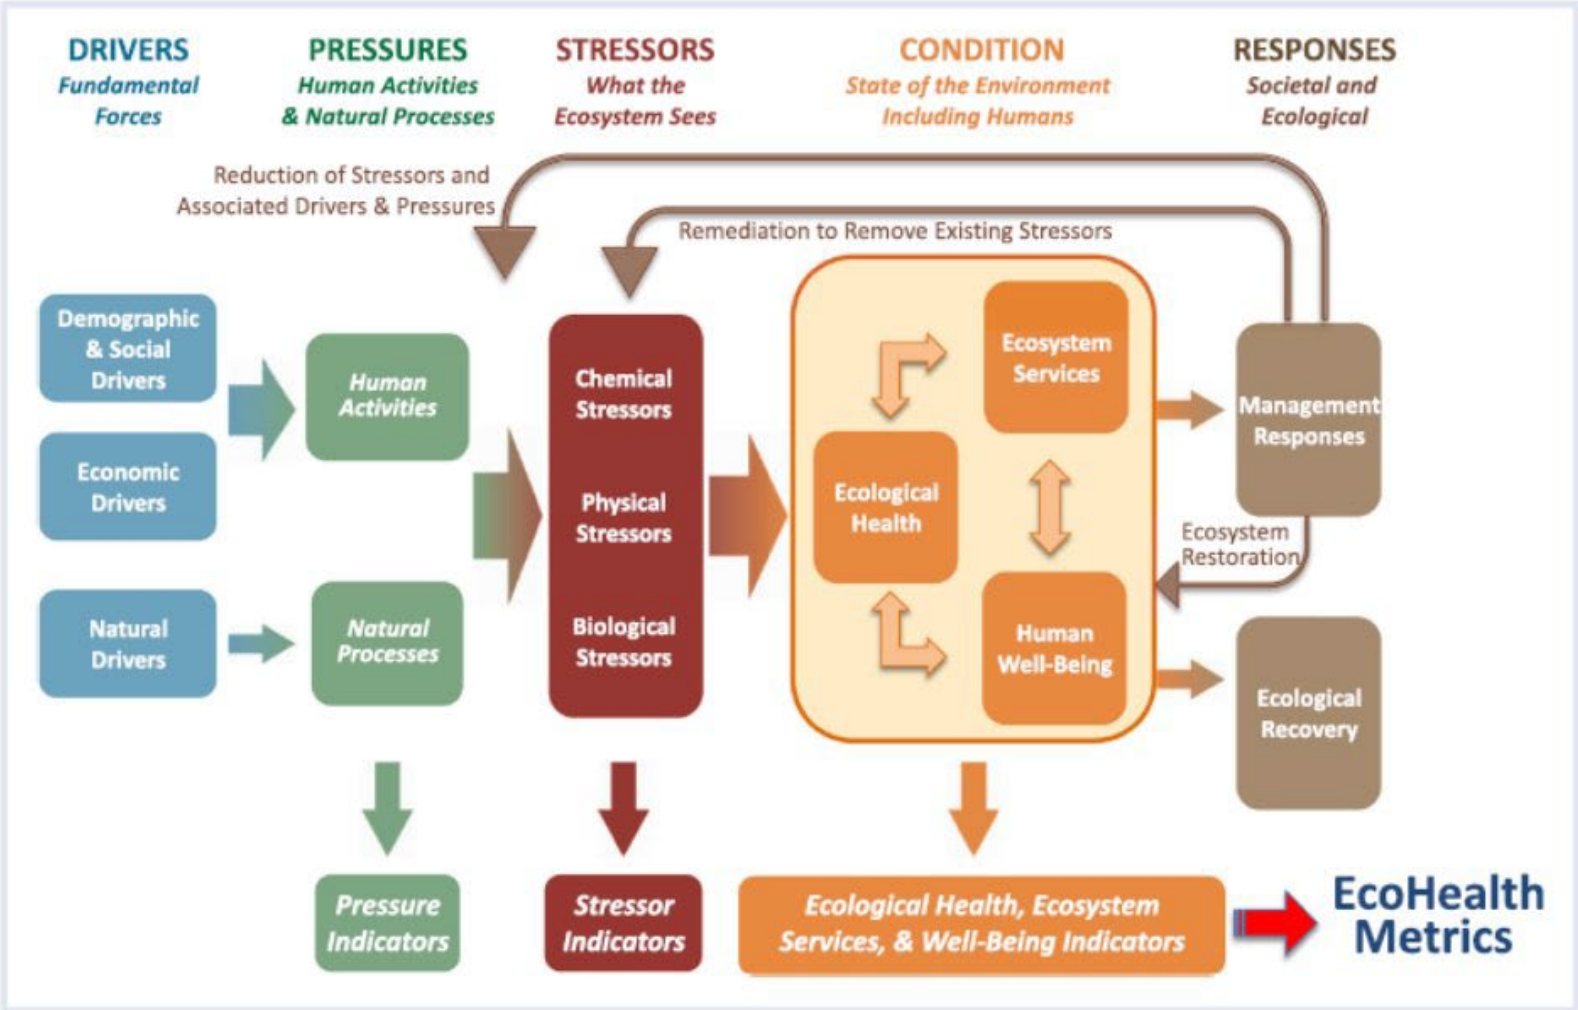 DRIVERS
Fundamental
Forces
PRESSURES
Human Activities
& Natural Processes
STRESSORS
What the
Ecosystem Sees
CONDITION
State of the Environment
Including Humans
RESPONSES
Societal and
Ecological
Reduction of Stressors and
Associated Drivers & Pressures
Remediation to Remove Existing Stressors
Demographic
& Social
Drivers
Economic
Drivers
Natural
Drivers
Human
Activities
Natural
Processes
Chemical
Stressors
Physical
Stressors
Biological
Stressors
Ecosystem
Services
Ecological
Health
Human
Well-Being
Management
Responses
Ecosystem
Restoration
Ecological
Recovery
Pressure
Indicators
Stressor
Indicators
Ecological Health, Ecosystem
Services, & Well-Being Indicators
EcoHealth
Metrics